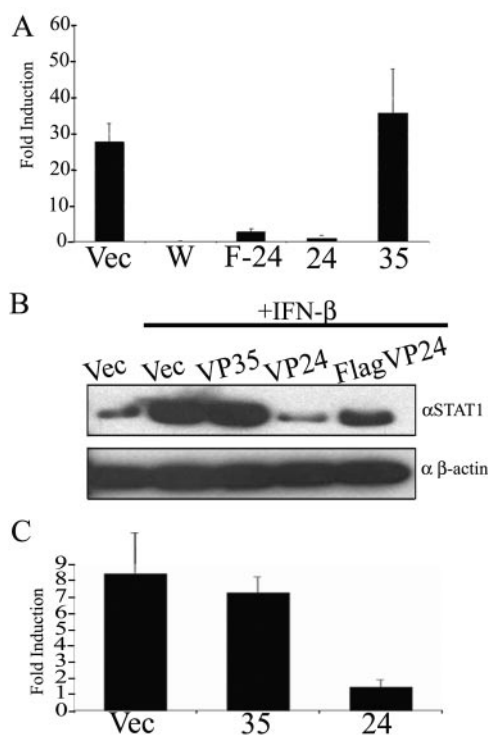 A
Fold Induction
60
50
40
30
20
10
0
Vec W F-24 24 35
B
+IFN-β
Vec Vec VP35 VP24 FlagVP24
αSTAT1
α β-actin
C
Fold Induction
9
8
7
6
5
4
3
2
1
0
Vec 35 24